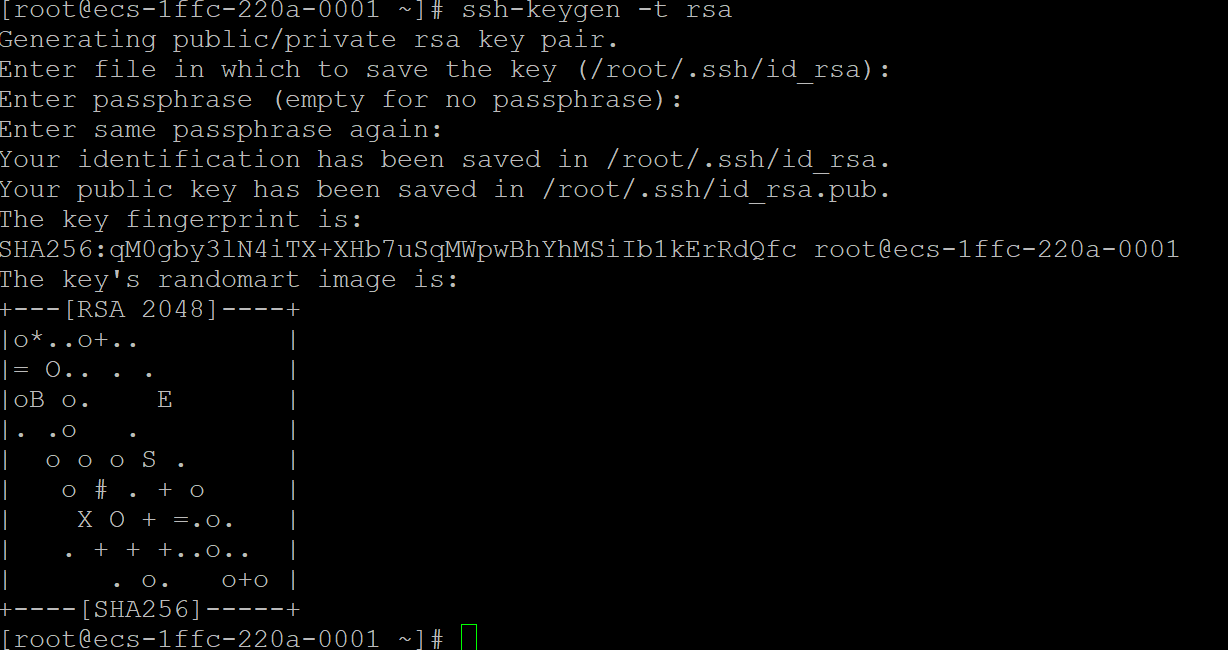 [root@ecs-1ffc-220a-0001 ~]# ssh-keygen -t rsa
Generating public/private rsa key pair.
Enter file in which to save the key (/root/.ssh/id_rsa):
Enter passphrase (empty for no passphrase):
Enter same passphrase again:
Your identification has been saved in /root/.ssh/id_rsa.
Your public key has been saved in /root/.ssh/id_rsa.pub.
The key fingerprint is:
SHA256:qM0gby3lN4iTX+XHb7uSqMWpwBhYhMSiIb1kErRdQfc root@ecs-1ffc-220a-0001
The key's randomart image is:
+---[RSA 2048]----+
|o*..o+..         |
|= O.. . .        |
|oB o.    E       |
|. .o   .         |
|  o o o S .      |
|   o # . + o     |
|    X O + =.o.   |
|   . + + +..o..  |
|      . o.   o+o |
+----[SHA256]-----+
[root@ecs-1ffc-220a-0001 ~]#